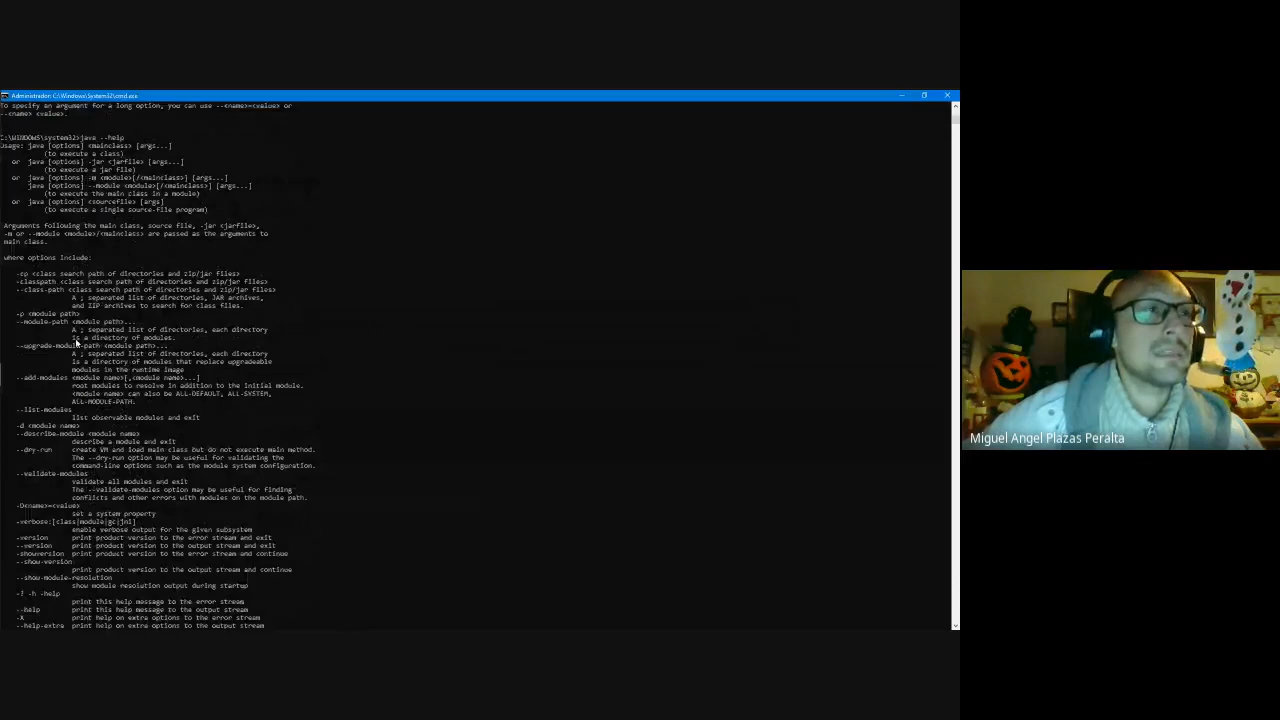 Administrador: C:\Windows\System32\cmd.exe
To specify an argument for a long option, you can use --<name>=<value> or
--<name> <value>.
C:\WINDOWS\system32>java --help
Usage: java [options] <mainclass> [args...]
(to execute a class)
or java [options] -jar <jarfile> [args...]
(to execute a jar file)
or java [options] -m <module>[/<mainclass>] [args...]
java [options] --module <module>[/<mainclass>] [args...]
(to execute the main class in a module)
or java [options] <sourcefile> [args]
(to execute a single source-file program)
Arguments following the main class, source file, -jar <jarfile>,
-m or --module <module>/<mainclass> are passed as the arguments to
main class.
where options include:
-cp <class search path of directories and zip/jar files>
-classpath <class search path of directories and zip/jar files>
--class-path <class search path of directories and zip/jar files>
A ; separated list of directories, JAR archives,
and ZIP archives to search for class files.
-p <module path>
--module-path <module path>...
A ; separated list of directories, each directory
is a directory of modules.
--upgrade-module-path <module path>...
A ; separated list of directories, each directory
is a directory of modules that replace upgradeable
modules in the runtime image
--add-modules <module name>[,<module name>...]
root modules to resolve in addition to the initial module.
<module name> can also be ALL-DEFAULT, ALL-SYSTEM,
ALL-MODULE-PATH.
--list-modules
list observable modules and exit
-d <module name>
--describe-module <module name>
describe a module and exit
--dry-run create VM and load main class but do not execute main method.
The --dry-run option may be useful for validating the
command-line options such as the module system configuration.
--validate-modules
validate all modules and exit
The --validate-modules option may be useful for finding
conflicts and other errors with modules on the module path.
-D<name>=<value>
set a system property
-verbose:[class|module|gc|jni]
enable verbose output for the given subsystem
-version print product version to the error stream and exit
--version print product version to the output stream and exit
-showversion print product version to the error stream and continue
--show-version
print product version to the output stream and continue
--show-module-resolution
show module resolution output during startup
-? -h -help
print this help message to the error stream
--help print this help message to the output stream
-X print help on extra options to the error stream
--help-extra print help on extra options to the output stream
Miguel Angel Plazas Peralta